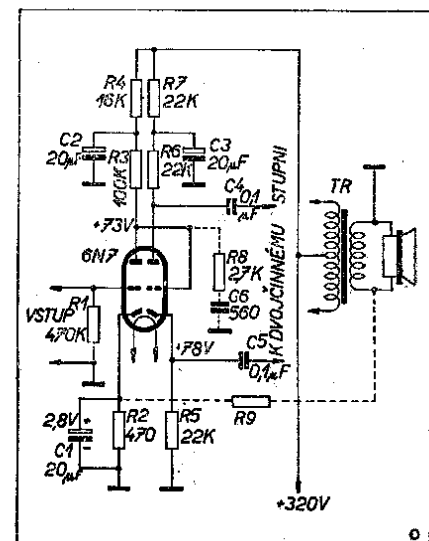 R4
16K
R7
22K
C2
20µF
R3
100K
R6
22K
C3
20µF
C4
0,1
µF
K DVOJČINNÉMU STUPNI
TR
+73V
6N7
R8
2,7K
C6
560
VSTUP
R1
470K
+78V
C5
0,1µF
2,8V
+
-
C1
20µF
R2
470
R5
22K
R9
+320V